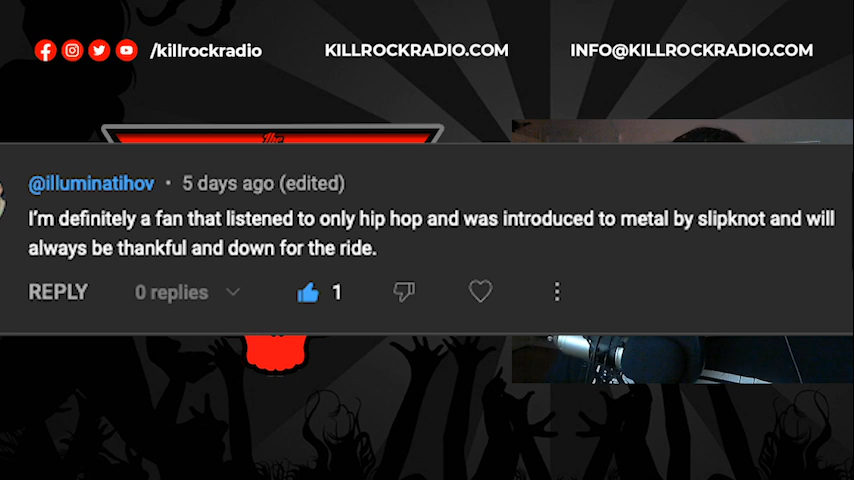 /killrockradio
KILLROCKRADIO.COM
INFO@KILLROCKRADIO.COM
The
@illuminatihov • 5 days ago (edited)
I'm definitely a fan that listened to only hip hop and was introduced to metal by slipknot and will
always be thankful and down for the ride.
REPLY
0 replies
1